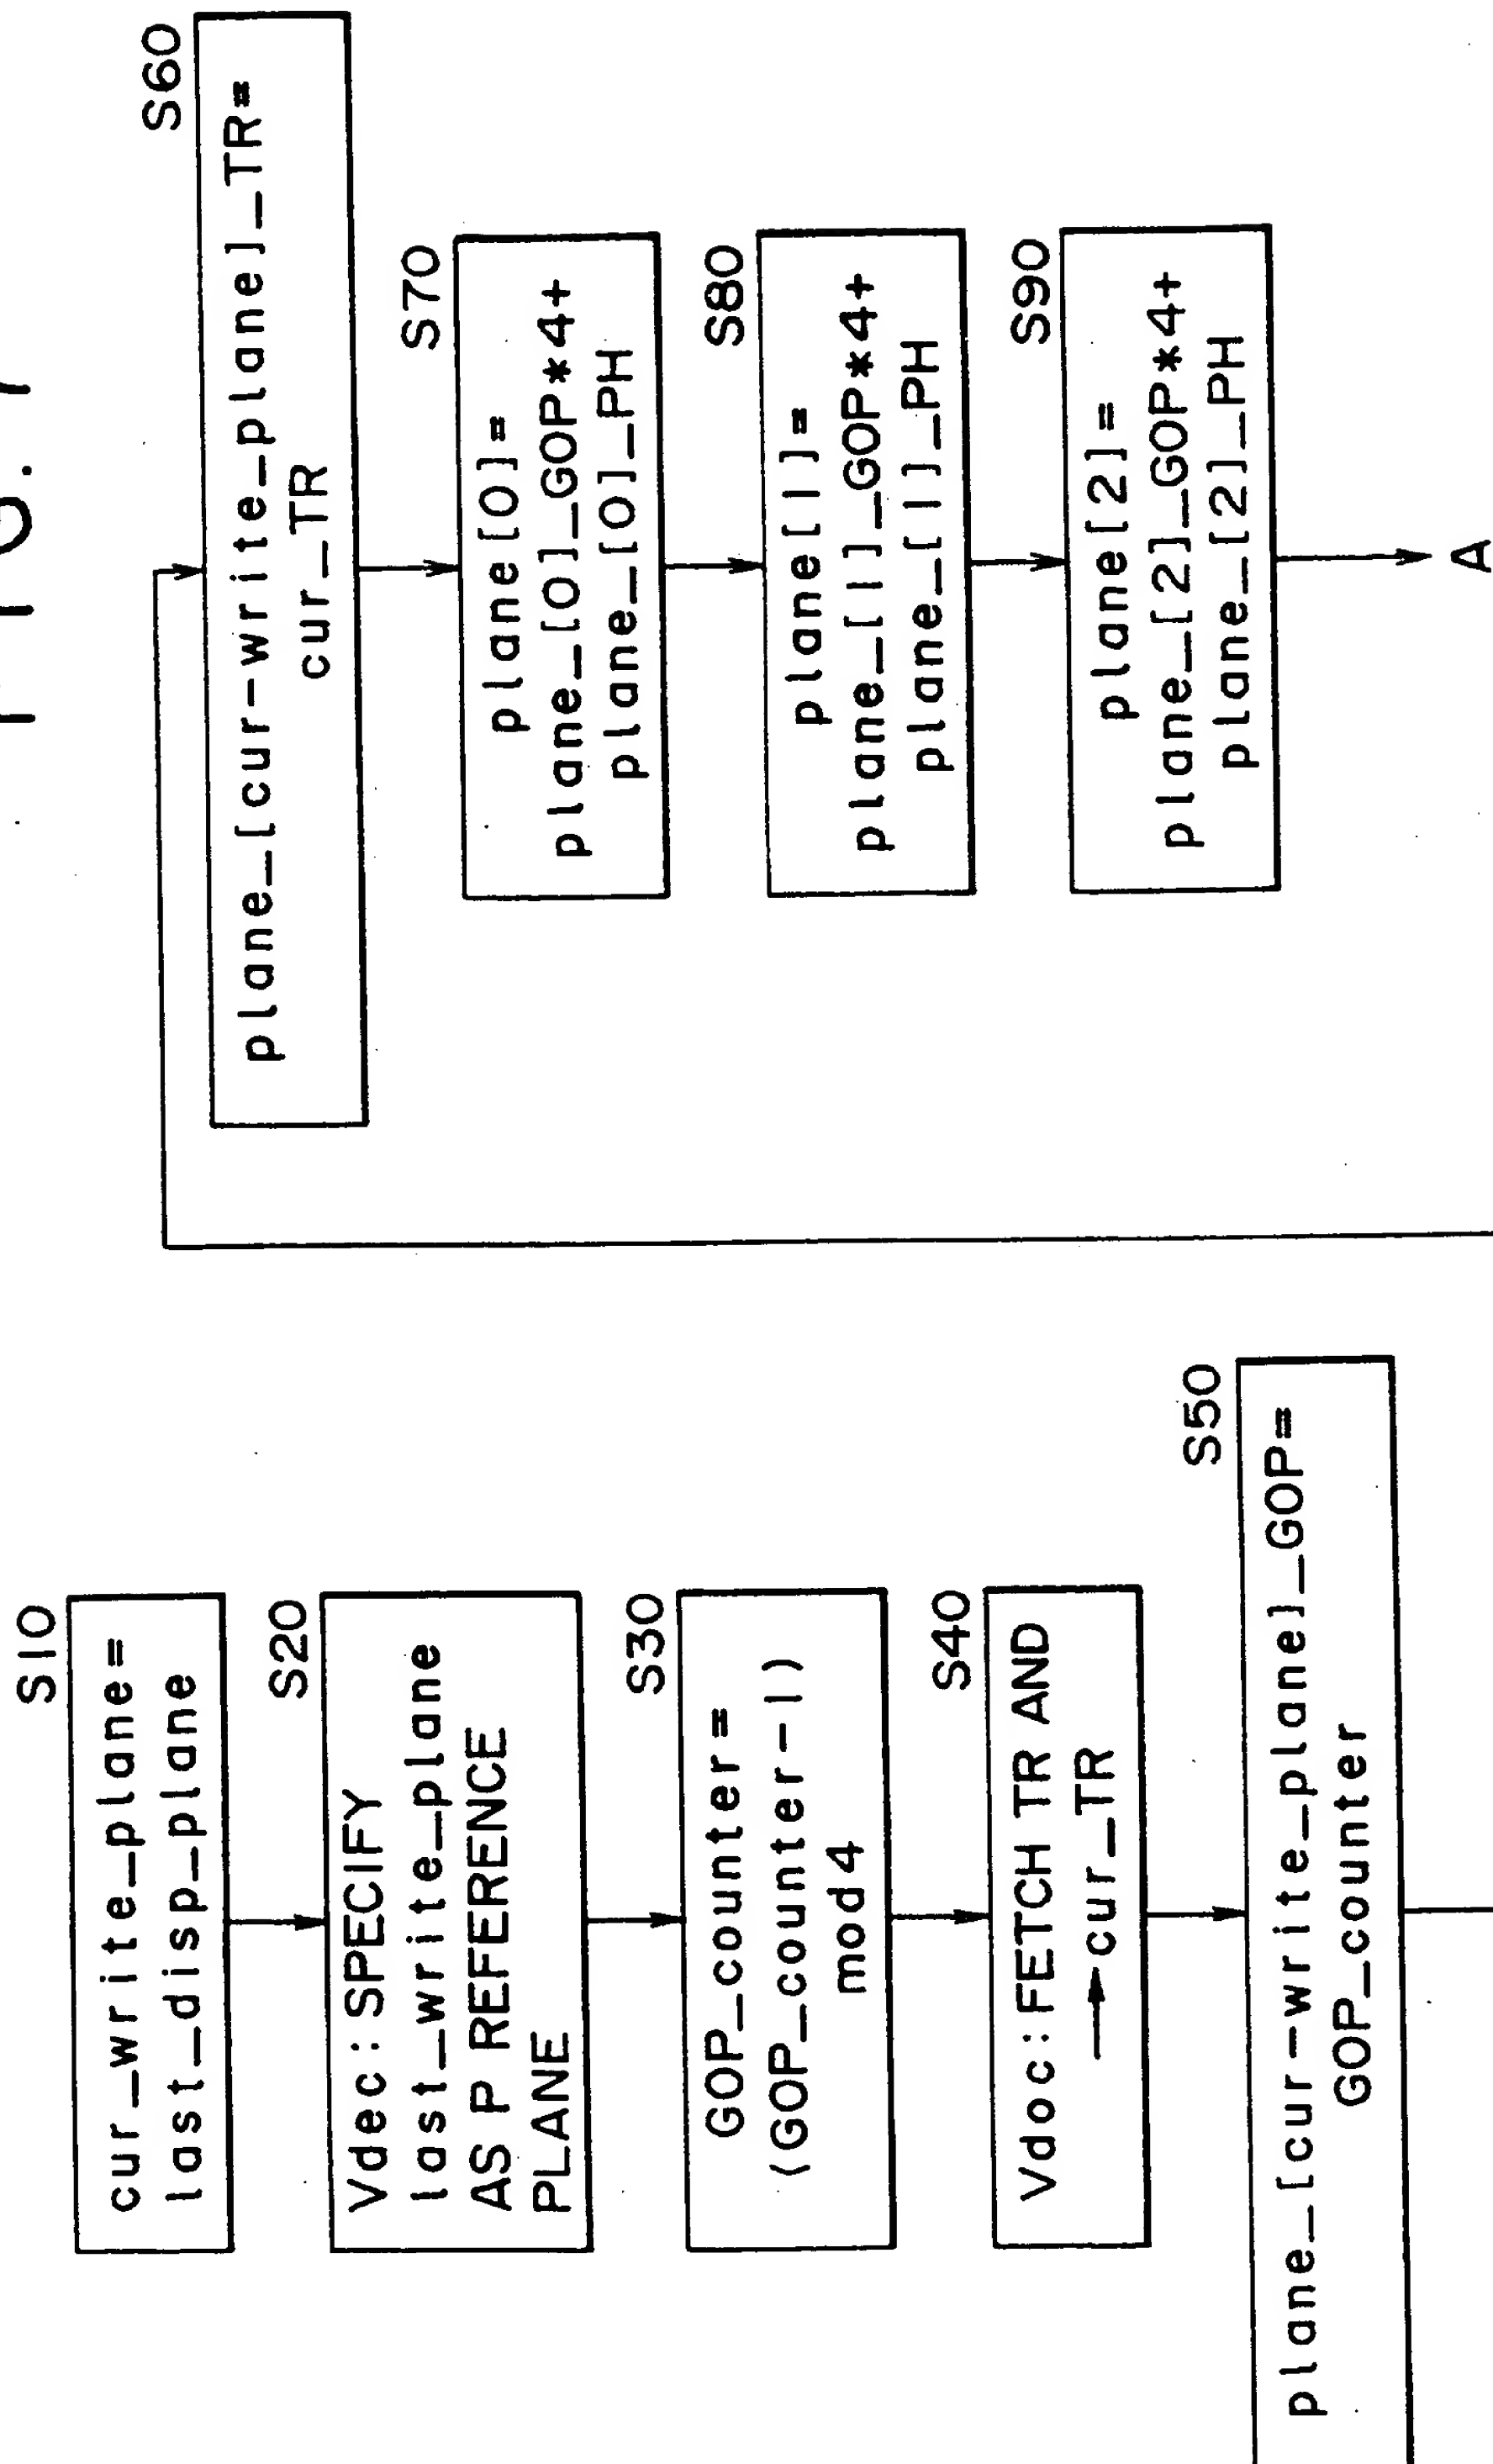 S10
cur_write_plane=
last_disp_plane
S20
Vdec:SPECIFY
last_write_plane
AS P REFERENCE
PLANE
S30
GOP_counter=
(GOP_counter-1)
mod4
S40
Vdoc:FETCH TR AND
→cur_TR
S50
plane_[cur-write_plane]_GOP=
GOP_counter
S60
plane_[cur-write_plane]_TR=
cur_TR
S70
plane[0]=
plane_[0]_GOP*4+
plane_[0]_PH
S80
plane[1]=
plane_[1]_GOP*4+
plane_[1]_PH
S90
plane[2]=
plane_[2]_GOP*4+
plane_[2]_PH
A